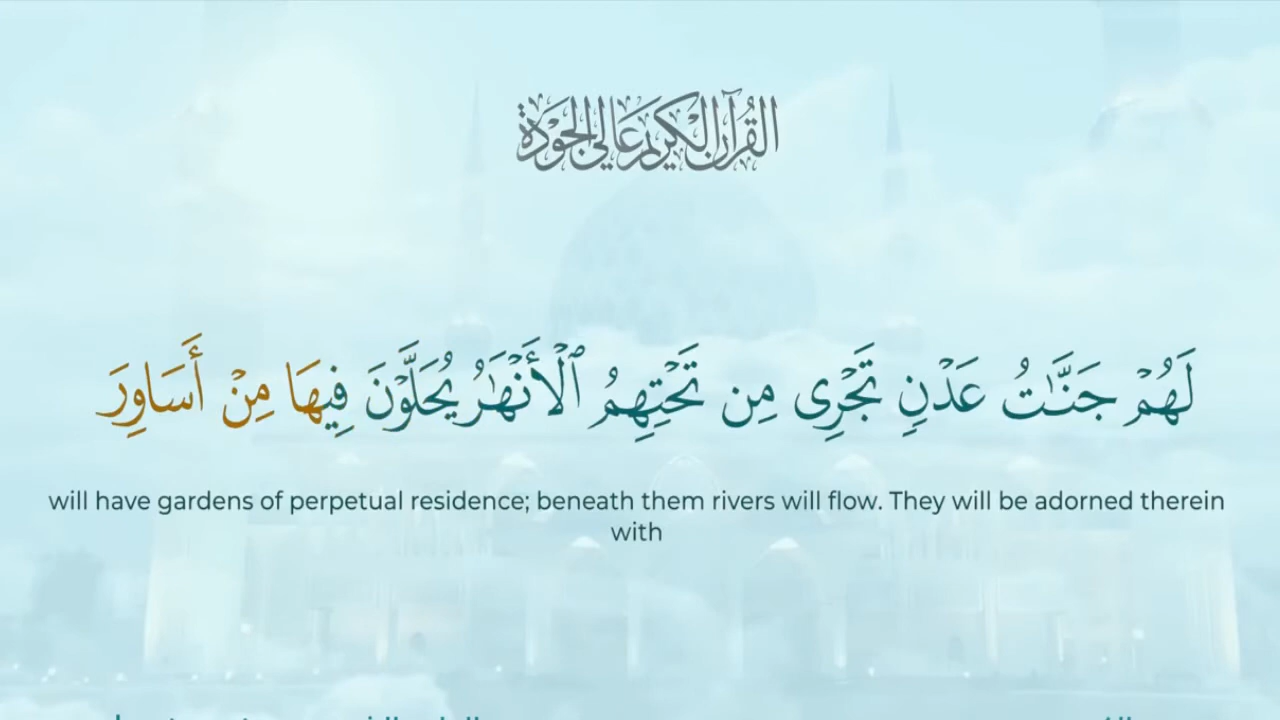 القرآن الكريم عالي الجودة
لَهُمْ جَنَّـٰتُ عَدْنٍ تَجْرِى مِن تَحْتِهِمُ ٱلْأَنْهَـٰرُ يُحَلَّوْنَ فِيهَا مِنْ أَسَاوِرَ
will have gardens of perpetual residence; beneath them rivers will flow. They will be adorned therein
with